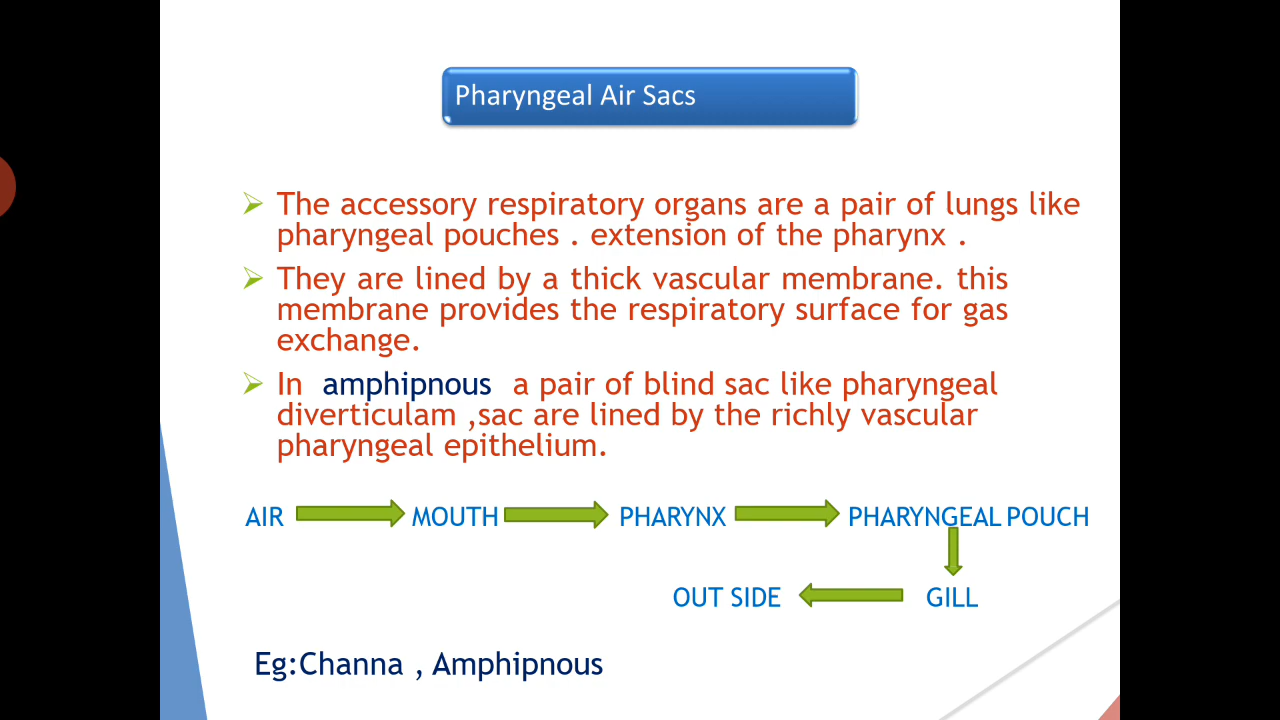 Pharyngeal Air Sacs
The accessory respiratory organs are a pair of lungs like
pharyngeal pouches . extension of the pharynx .
They are lined by a thick vascular membrane. this
membrane provides the respiratory surface for gas
exchange.
In amphipnous a pair of blind sac like pharyngeal
diverticulam ,sac are lined by the richly vascular
pharyngeal epithelium.
AIR MOUTH PHARYNX PHARYNGEAL POUCH
OUT SIDE GILL
Eg:Channa , Amphipnous